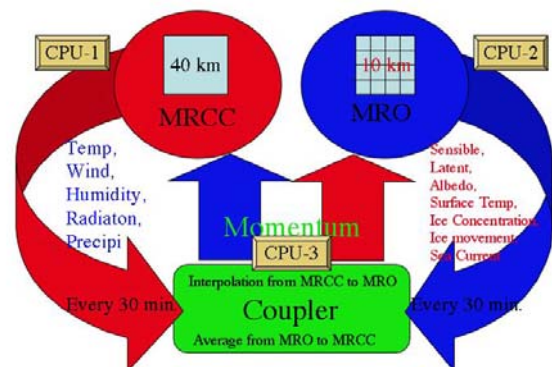 CPU-1
CPU-2
40 km
10 km
MRCC
MRO
Temp,
Wind,
Humidity,
Radiaton,
Precipi
Sensible,
Latent,
Albedo,
Surface Temp,
Ice Concentration,
Ice movement,
Sea Current
Momentum
CPU-3
Every 30 min.
Every 30 min.
Interpolation from MRCC to MRO
Coupler
Average from MRO to MRCC